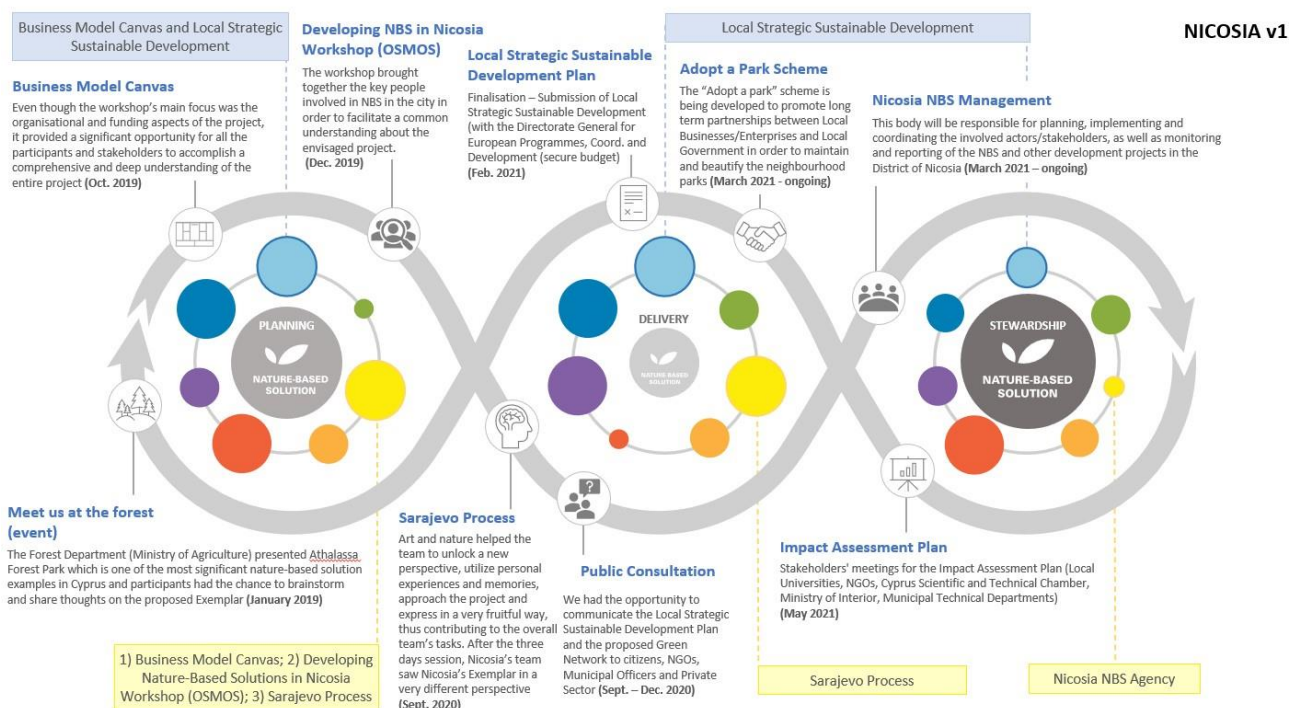 Business Model Canvas and Local Strategic
Sustainable Development
Business Model Canvas
Even though the workshop's main focus was the
organisational and funding aspects of the project,
it provided a significant opportunity for all the
participants and stakeholders to accomplish a
comprehensive and deep understanding of the
entire project (Oct. 2019)
Developing NBS in Nicosia
Workshop (OSMOS)
The workshop brought
together the key people
involved in NBS in the city in
order to facilitate a common
understanding about the
envisaged project.
(Dec. 2019)
Local Strategic Sustainable
Development Plan
Finalisation – Submission of Local
Strategic Sustainable Development
(with the Directorate General for
European Programmes, Coord. and
Development (secure budget)
(Feb. 2021)
Local Strategic Sustainable Development
Adopt a Park Scheme
The "Adopt a park" scheme is
being developed to promote long
term partnerships between Local
Businesses/Enterprises and Local
Government in order to maintain
and beautify the neighbourhood
parks (March 2021 - ongoing)
NICOSIA v1
Nicosia NBS Management
This body will be responsible for planning, implementing and
coordinating the involved actors/stakeholders, as well as monitoring
and reporting of the NBS and other development projects in the
District of Nicosia (March 2021 – ongoing)
PLANNING
NATURE-BASED
SOLUTION
DELIVERY
NATURE-BASED
SOLUTION
STEWARDSHIP
NATURE-BASED
SOLUTION
Meet us at the forest
(event)
The Forest Department (Ministry of Agriculture) presented Athalassa
Forest Park which is one of the most significant nature-based solution
examples in Cyprus and participants had the chance to brainstorm
and share thoughts on the proposed Exemplar (January 2019)
1) Business Model Canvas; 2) Developing
Nature-Based Solutions in Nicosia
Workshop (OSMOS); 3) Sarajevo Process
Sarajevo Process
Art and nature helped the
team to unlock a new
perspective, utilize personal
experiences and memories,
approach the project and
express in a very fruitful way,
thus contributing to the overall
team's tasks. After the three
days session, Nicosia's team
saw Nicosia's Exemplar in a
very different perspective
(Sept. 2020)
?
Public Consultation
We had the opportunity to
communicate the Local Strategic
Sustainable Development Plan
and the proposed Green
Network to citizens, NGOs,
Municipal Officers and Private
Sector (Sept. – Dec. 2020)
Impact Assessment Plan
Stakeholders' meetings for the Impact Assessment Plan (Local
Universities, NGOs, Cyprus Scientific and Technical Chamber,
Ministry of Interior, Municipal Technical Departments)
(May 2021)
Sarajevo Process
Nicosia NBS Agency